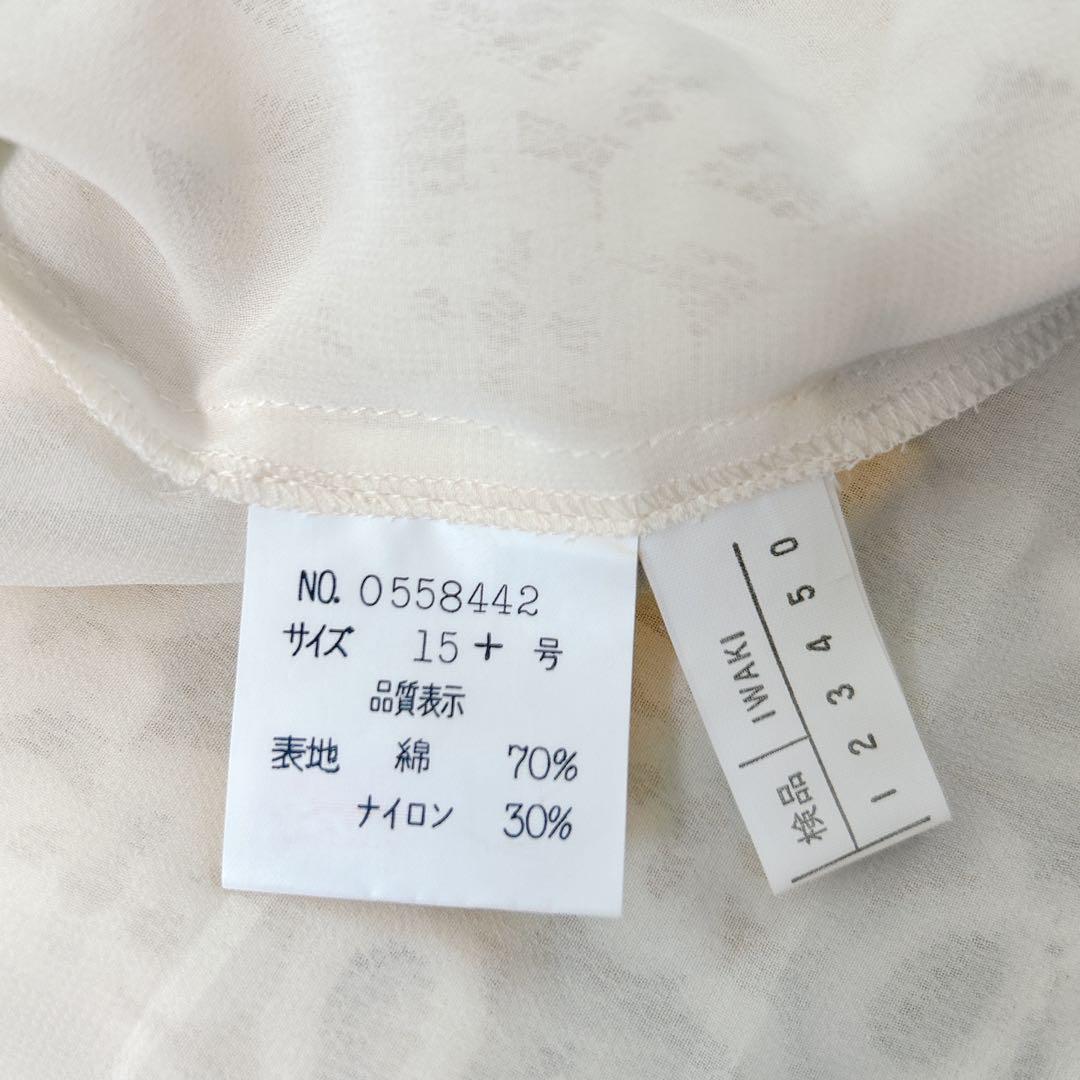 NO. 0558442
サイズ 15+ 号
品質表示
表地 綿 70%
ナイロン 30%
検品 IWAKI
1 2 3 4 5 0